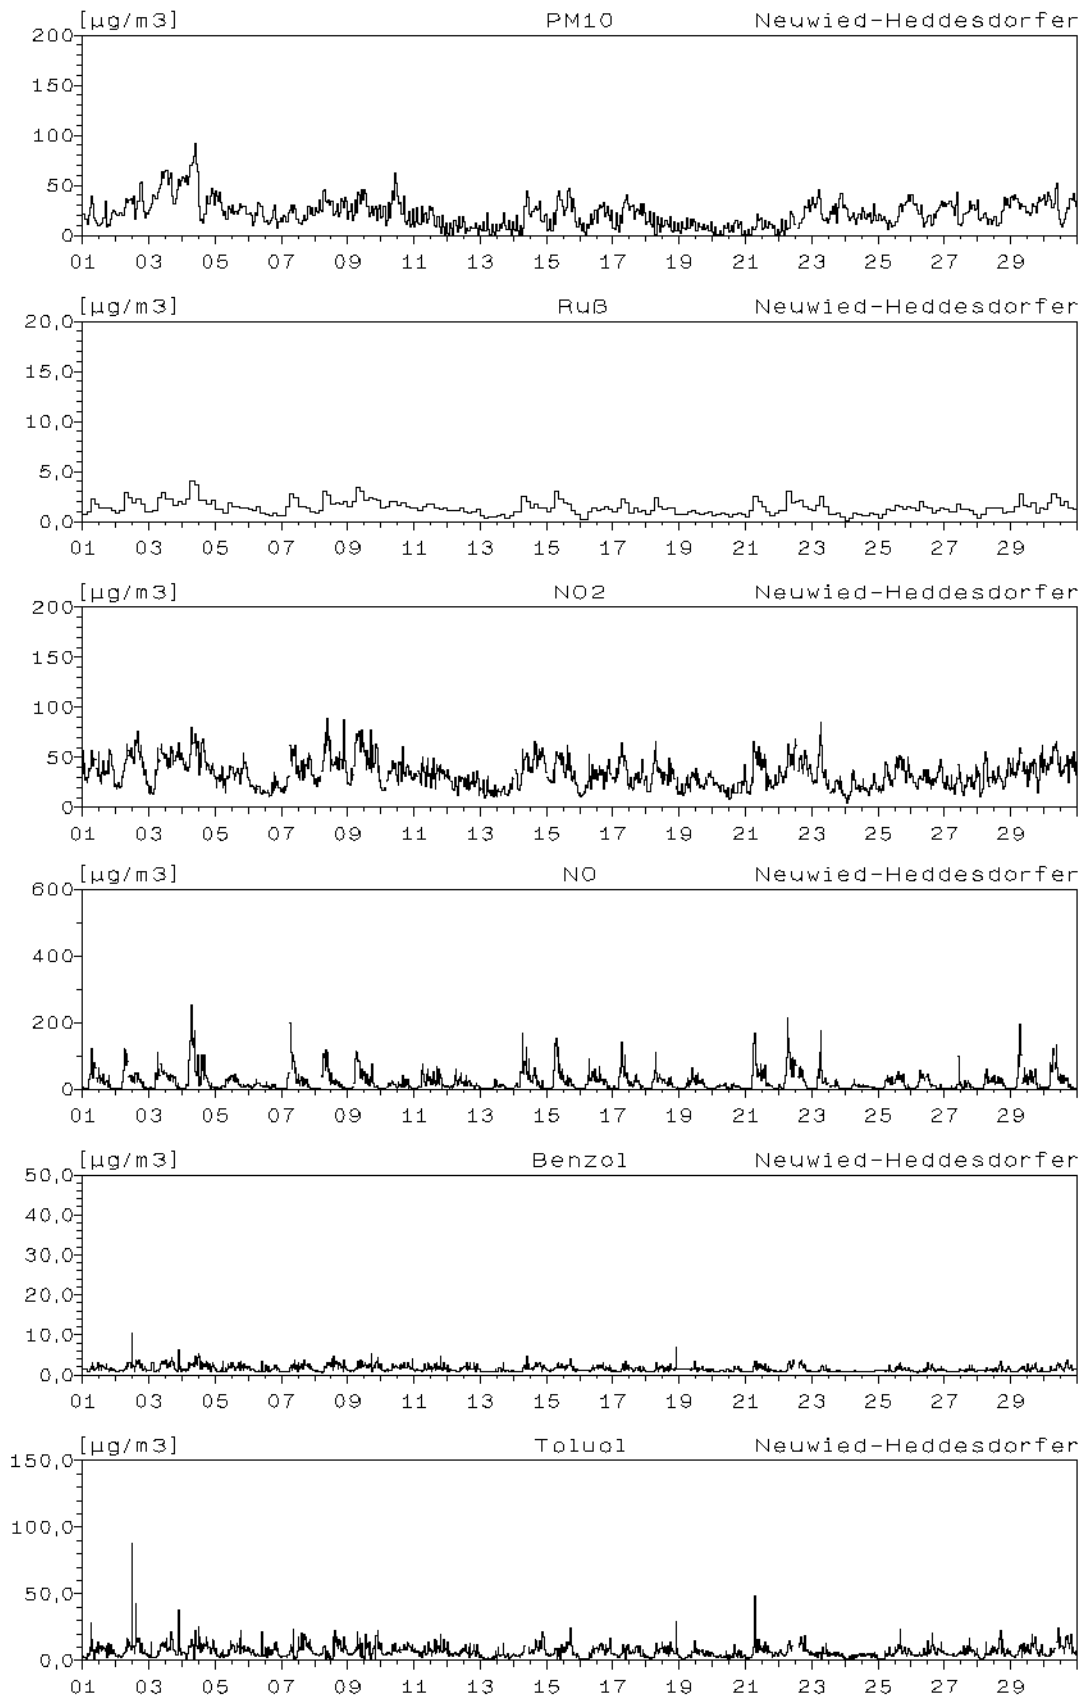 [µg/m3] PM10 Neuwied-Heddesdorfer
200
150
100
50
0
01 03 05 07 09 11 13 15 17 19 21 23 25 27 29
[µg/m3] Ruß Neuwied-Heddesdorfer
20,0
15,0
10,0
5,0
0,0
01 03 05 07 09 11 13 15 17 19 21 23 25 27 29
[µg/m3] NO2 Neuwied-Heddesdorfer
200
150
100
50
0
01 03 05 07 09 11 13 15 17 19 21 23 25 27 29
[µg/m3] NO Neuwied-Heddesdorfer
600
400
200
0
01 03 05 07 09 11 13 15 17 19 21 23 25 27 29
[µg/m3] Benzol Neuwied-Heddesdorfer
50,0
40,0
30,0
20,0
10,0
0,0
01 03 05 07 09 11 13 15 17 19 21 23 25 27 29
[µg/m3] Toluol Neuwied-Heddesdorfer
150,0
100,0
50,0
0,0
01 03 05 07 09 11 13 15 17 19 21 23 25 27 29